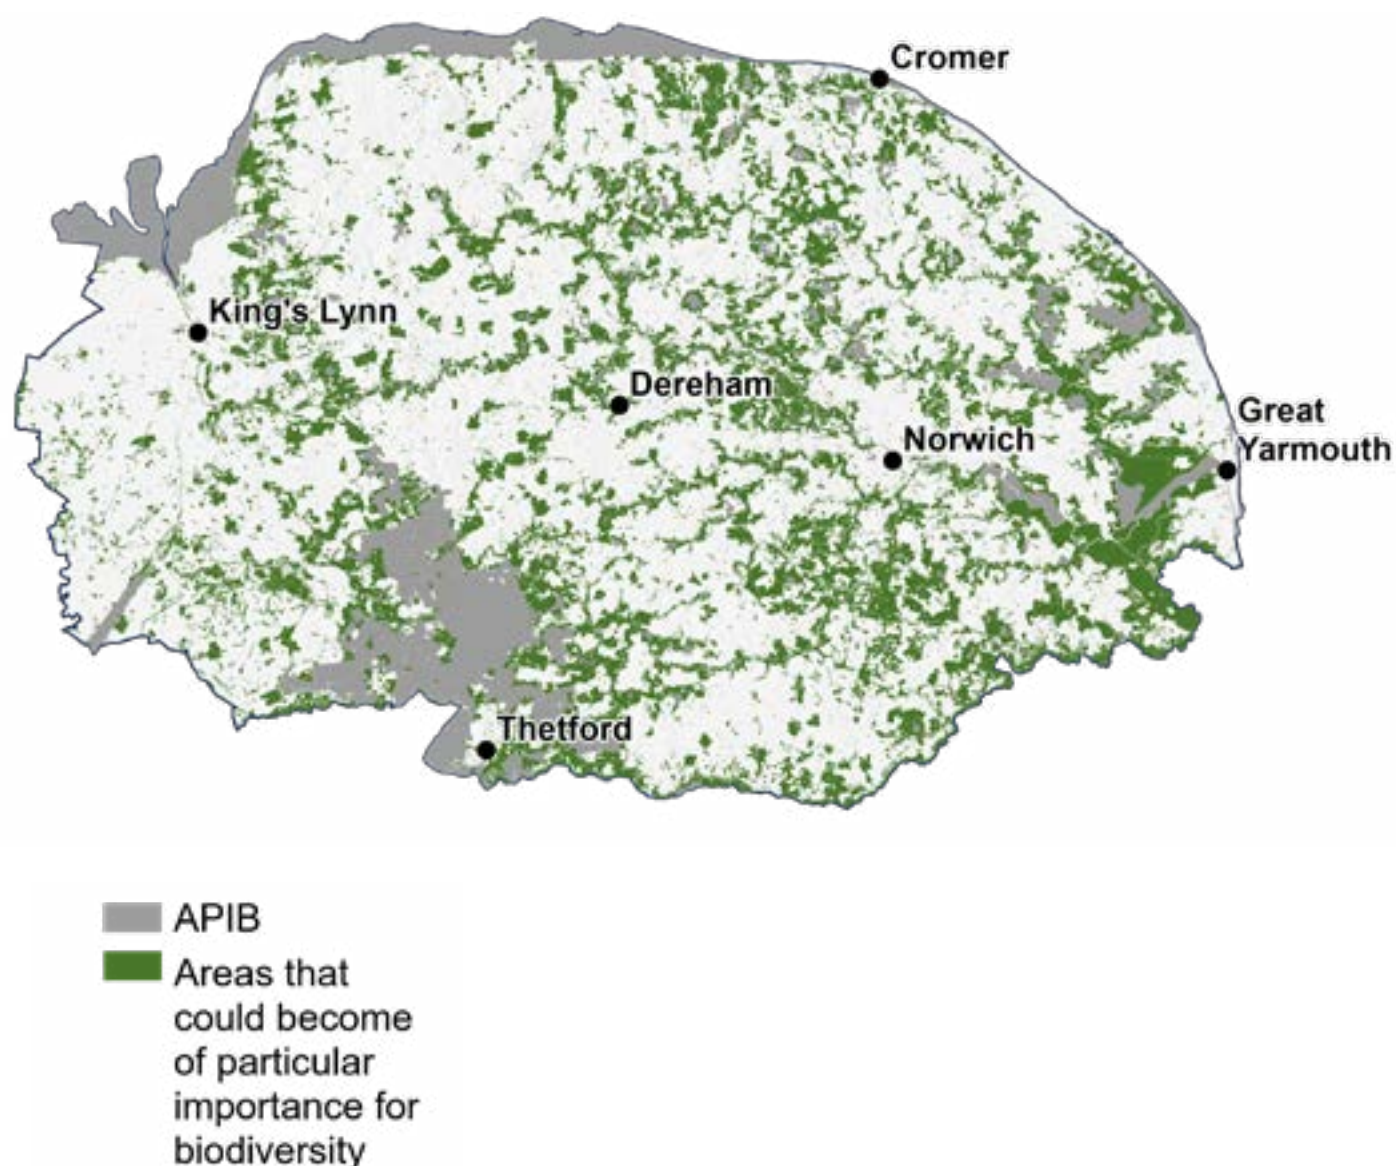 Cromer
King's Lynn
Dereham
Great
Yarmouth
Norwich
Thetford
APIB
Areas that
could become
of particular
importance for
biodiversity